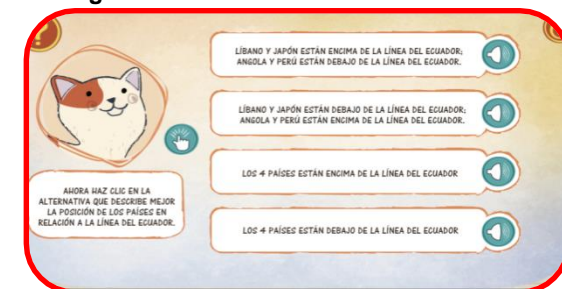 LÍBANO Y JAPÓN ESTÁN ENCIMA DE LA LÍNEA DEL ECUADOR;
ANGOLA Y PERÚ ESTÁN DEBAJO DE LA LÍNEA DEL ECUADOR.
LÍBANO Y JAPÓN ESTÁN DEBAJO DE LA LÍNEA DEL ECUADOR;
ANGOLA Y PERÚ ESTÁN ENCIMA DE LA LÍNEA DEL ECUADOR.
LOS 4 PAÍSES ESTÁN ENCIMA DE LA LÍNEA DEL ECUADOR
LOS 4 PAÍSES ESTÁN DEBAJO DE LA LÍNEA DEL ECUADOR
AHORA HAZ CLIC EN LA
ALTERNATIVA QUE DESCRIBE MEJOR
LA POSICIÓN DE LOS PAÍSES EN
RELACIÓN A LA LÍNEA DEL ECUADOR.